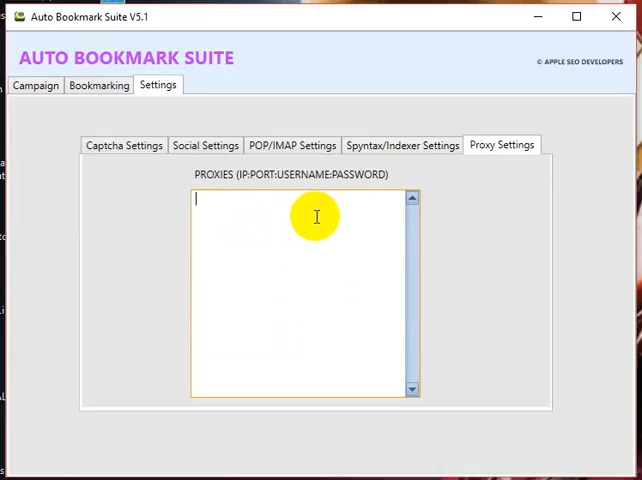 Auto Bookmark Suite V5.1
AUTO BOOKMARK SUITE
© APPLE SEO DEVELOPERS
Campaign
Bookmarking
Settings
Captcha Settings
Social Settings
POP/IMAP Settings
Spyntax/Indexer Settings
Proxy Settings
PROXIES (IP:PORT:USERNAME:PASSWORD)